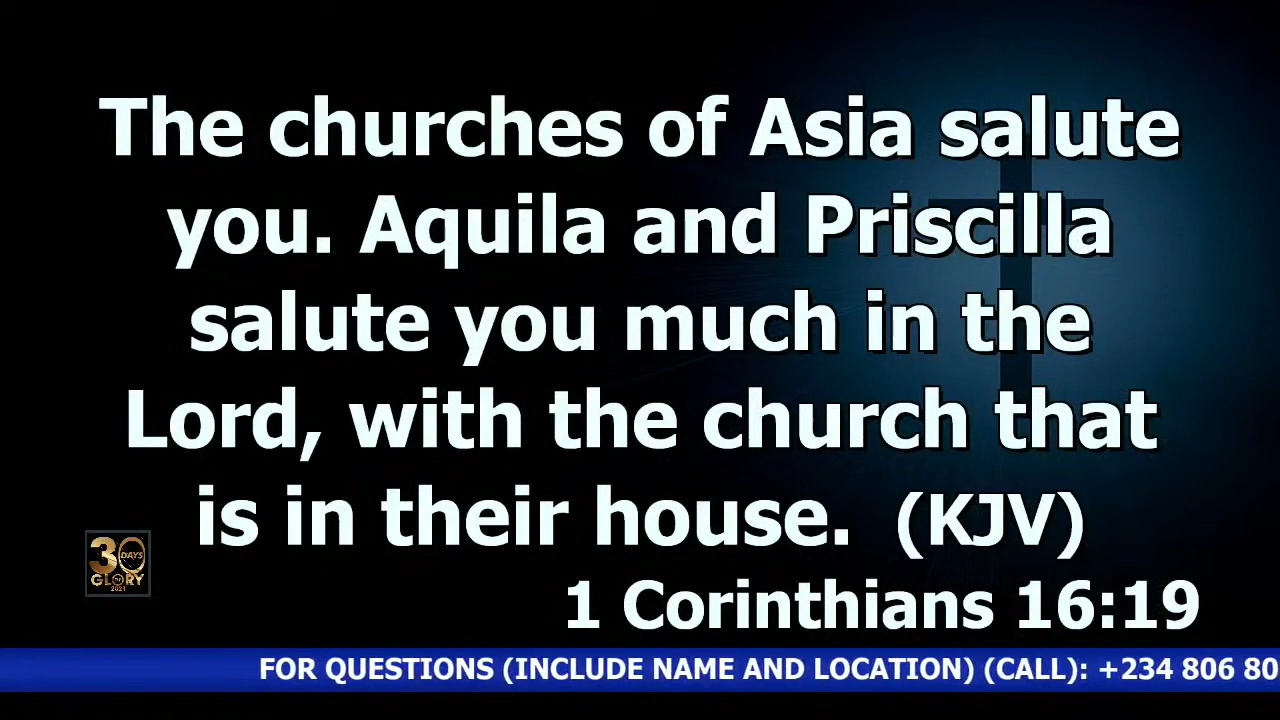 The churches of Asia salute
you. Aquila and Priscilla
salute you much in the
Lord, with the church that
is in their house. (KJV)
1 Corinthians 16:19
30
DAYS
OF
GLORY
2021
FOR QUESTIONS (INCLUDE NAME AND LOCATION) (CALL): +234 806 80